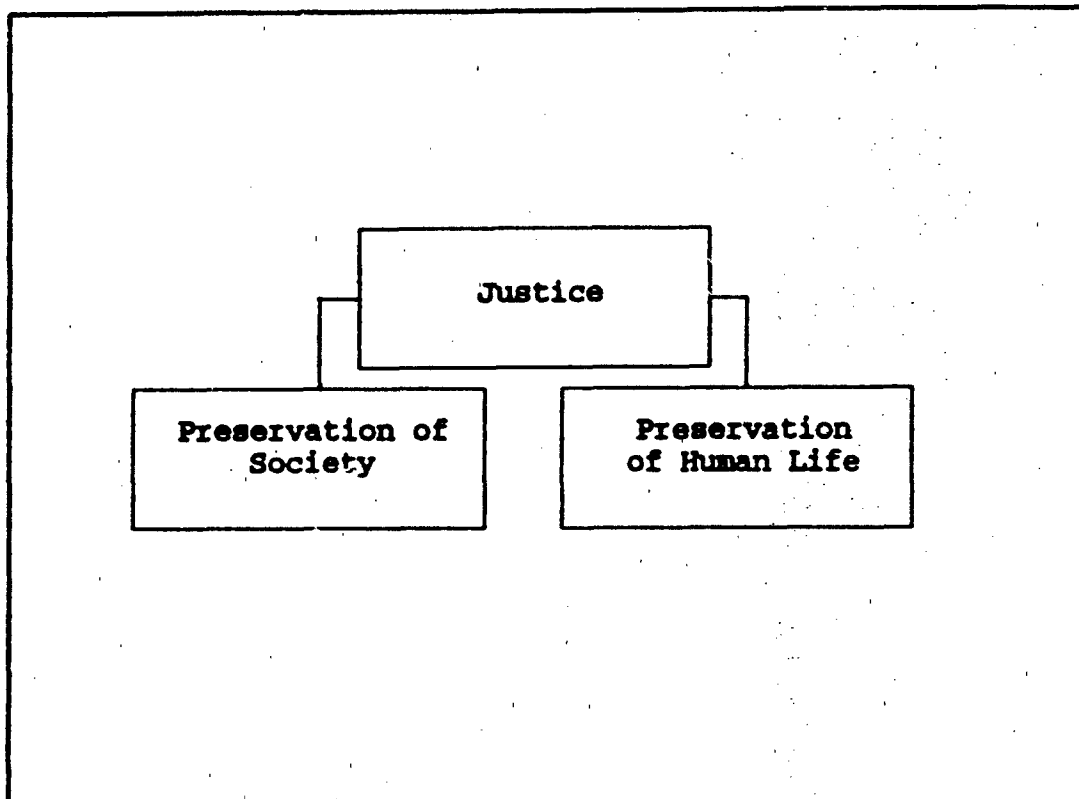 Justice
Preservation of
Society
Preservation
of Human Life